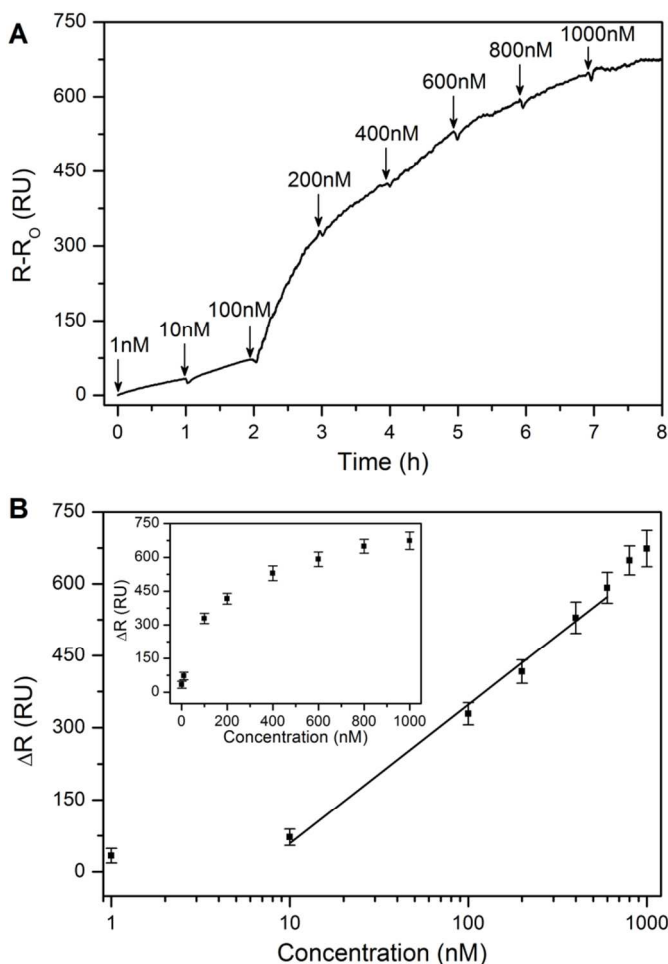 A
750
600
450
300
150
0
R-R_O (RU)
1nM
10nM
100nM
200nM
400nM
600nM
800nM
1000nM
0 1 2 3 4 5 6 7 8
Time (h)
B
750
600
450
300
150
0
ΔR (RU)
750
600
450
300
150
0
ΔR (RU)
0 200 400 600 800 1000
Concentration (nM)
1 10 100 1000
Concentration (nM)